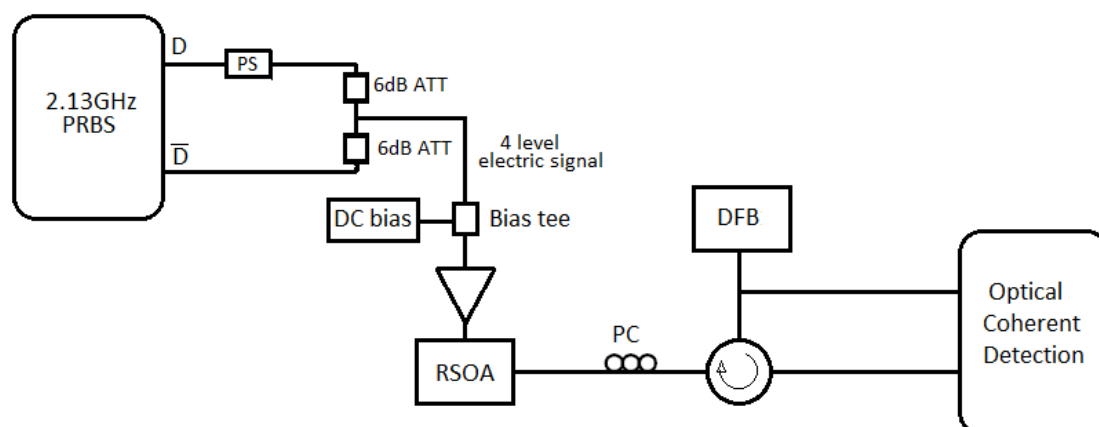 D
PS
2.13GHz
PRBS
6dB ATT
D̅
6dB ATT
4 level
electric signal
DC bias
Bias tee
DFB
Optical
Coherent
Detection
PC
RSOA